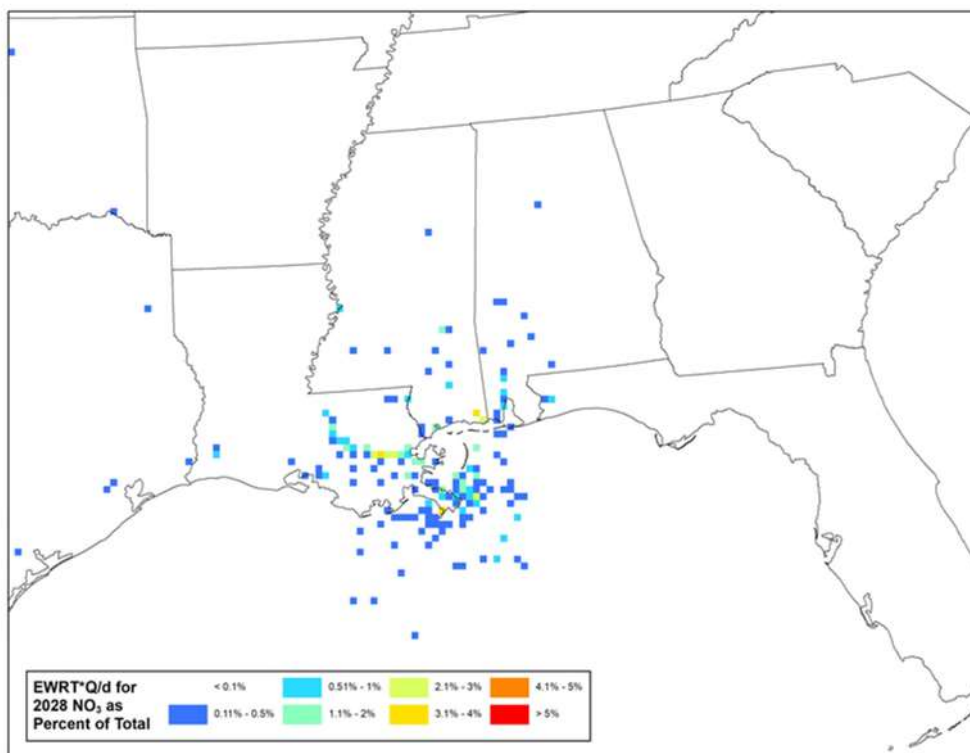 EWRT*Q/d for
2028 NO₃ as
Percent of Total
< 0.1%
0.51% - 1%
2.1% - 3%
4.1% - 5%
0.11% - 0.5%
1.1% - 2%
3.1% - 4%
> 5%